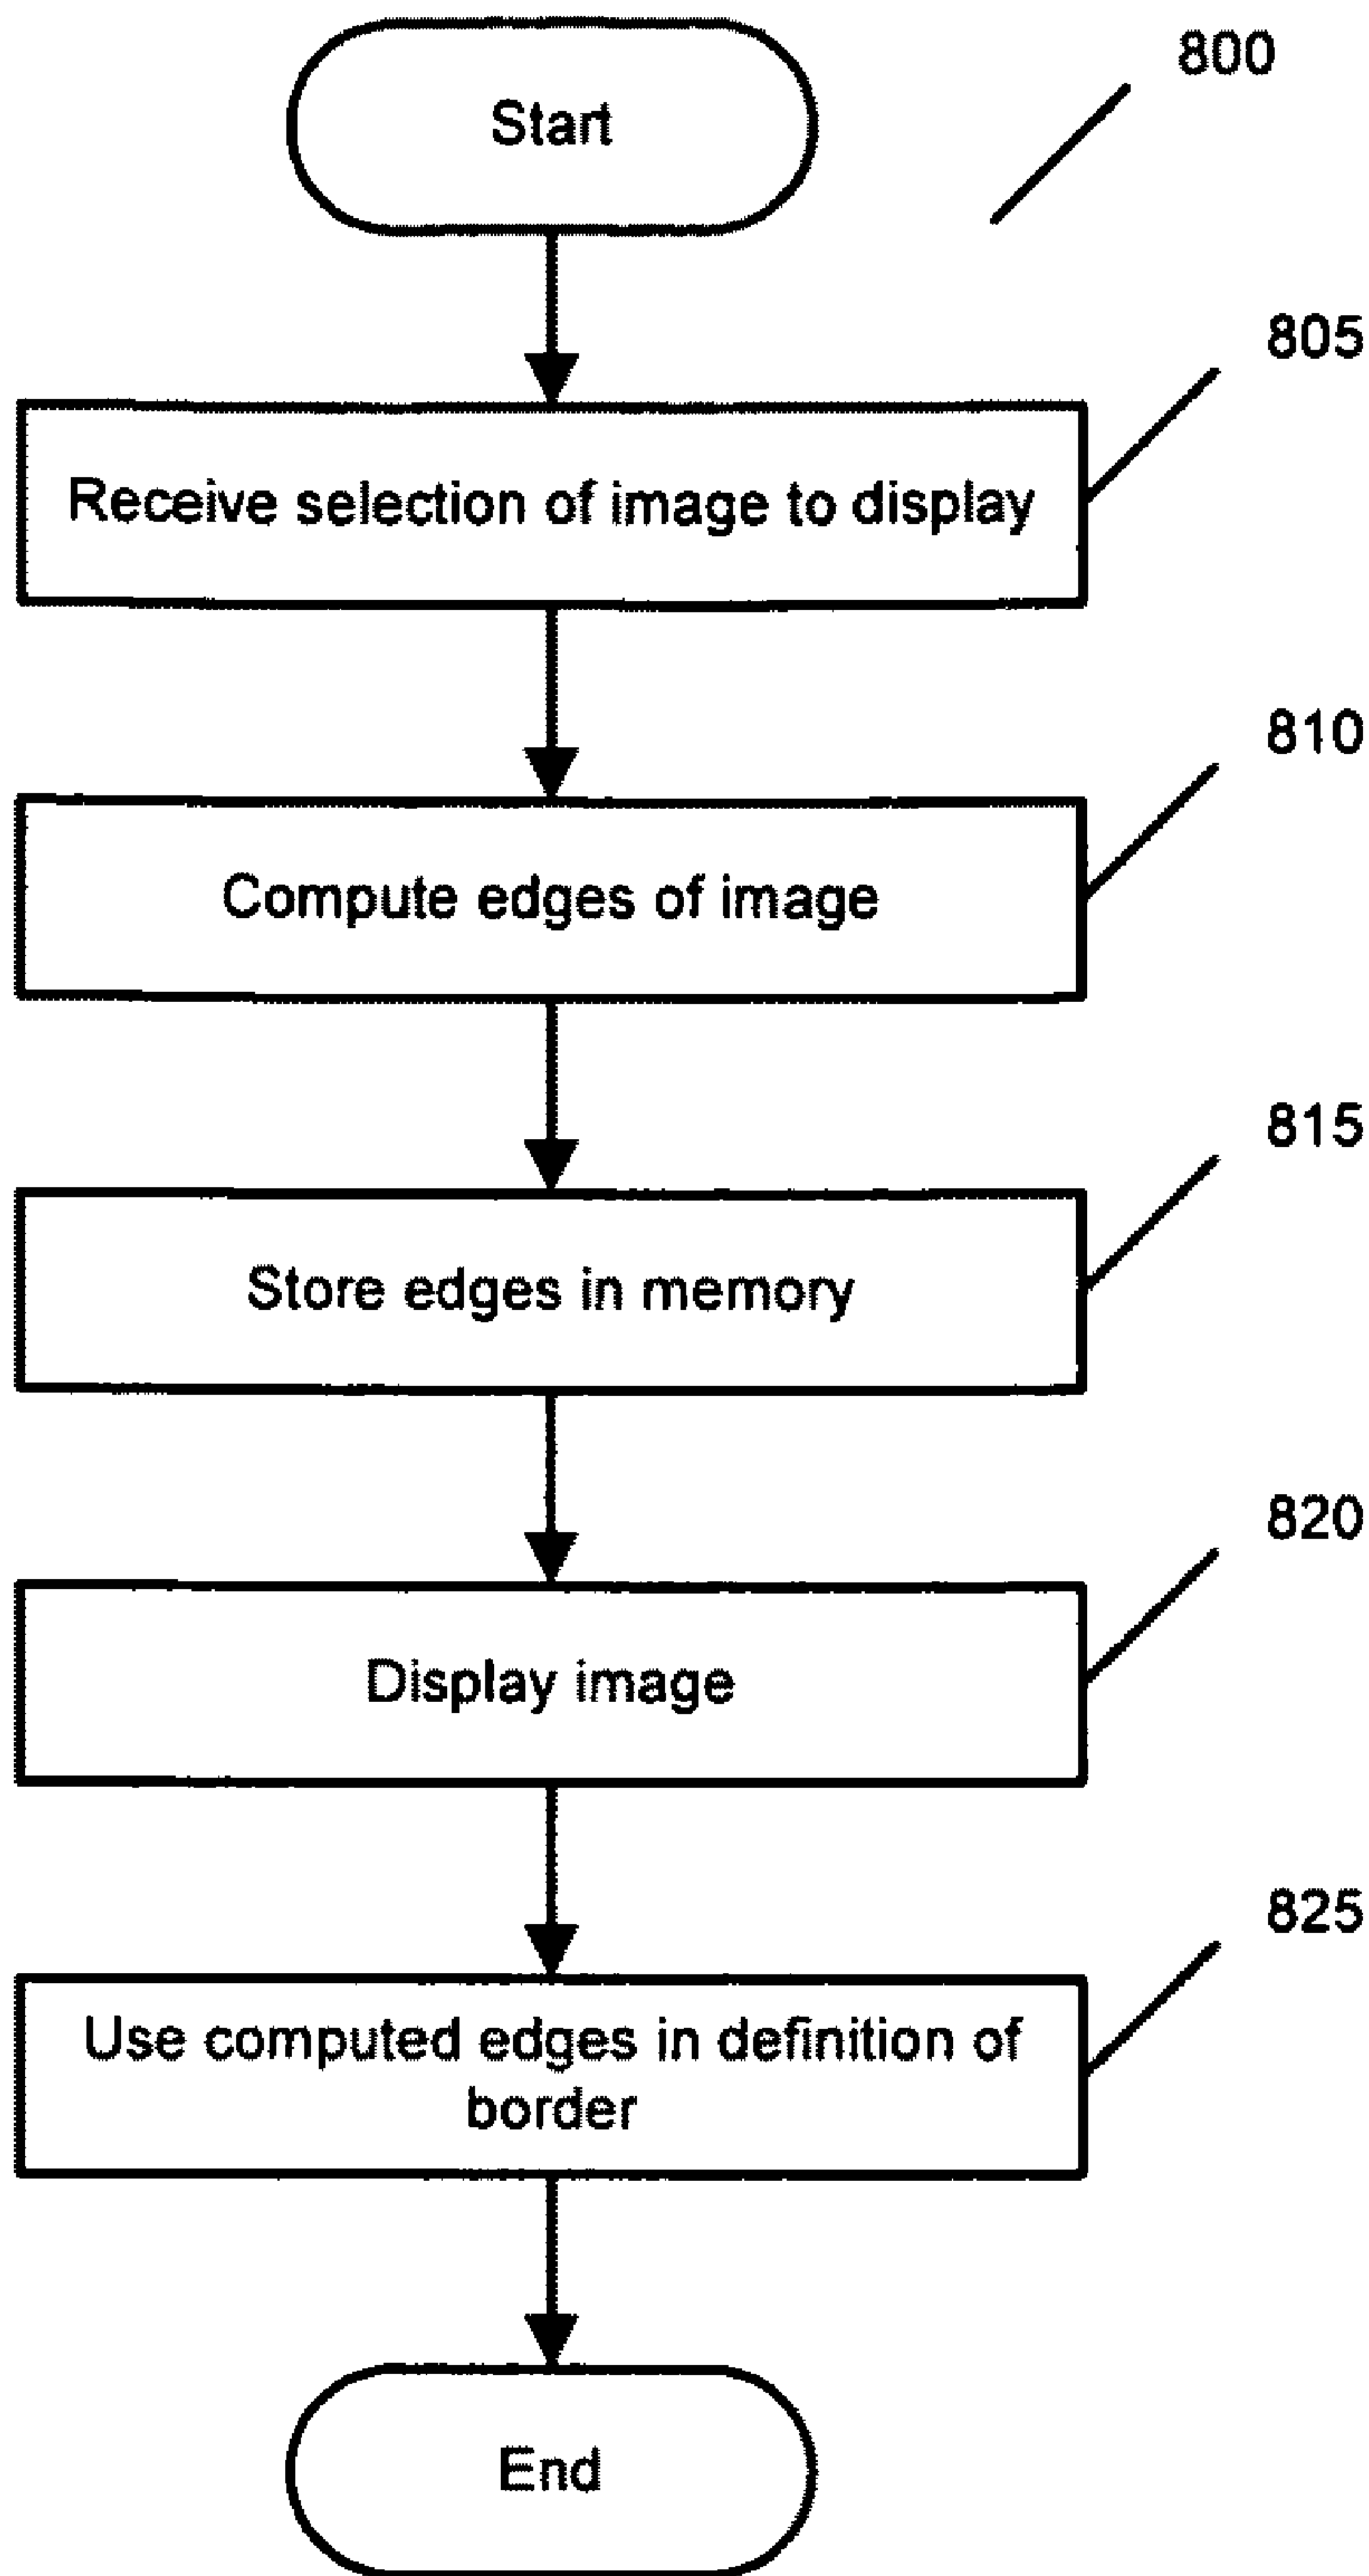 Start
800
805
Receive selection of image to display
810
Compute edges of image
815
Store edges in memory
820
Display image
825
Use computed edges in definition of
border
End